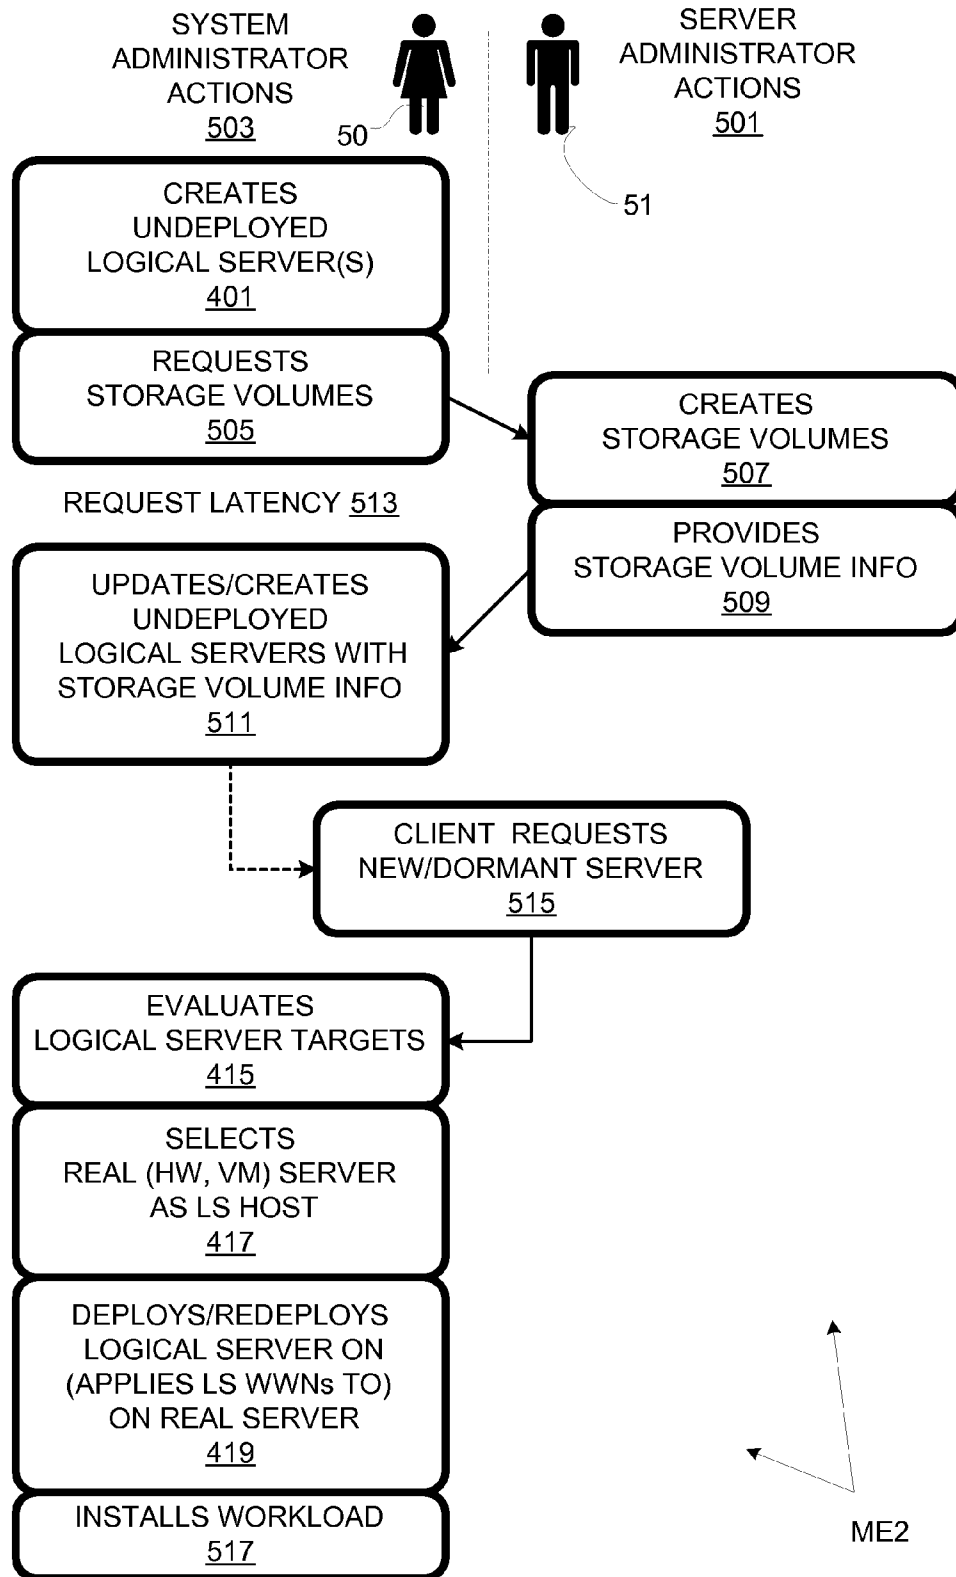 SYSTEM
ADMINISTRATOR
ACTIONS
503
50
SERVER
ADMINISTRATOR
ACTIONS
501
51
CREATES
UNDEPLOYED
LOGICAL SERVER(S)
401
REQUESTS
STORAGE VOLUMES
505
CREATES
STORAGE VOLUMES
507
REQUEST LATENCY 513
PROVIDES
STORAGE VOLUME INFO
509
UPDATES/CREATES
UNDEPLOYED
LOGICAL SERVERS WITH
STORAGE VOLUME INFO
511
CLIENT REQUESTS
NEW/DORMANT SERVER
515
EVALUATES
LOGICAL SERVER TARGETS
415
SELECTS
REAL (HW, VM) SERVER
AS LS HOST
417
DEPLOYS/REDEPLOYS
LOGICAL SERVER ON
(APPLIES LS WWNs TO)
ON REAL SERVER
419
INSTALLS WORKLOAD
517
ME2